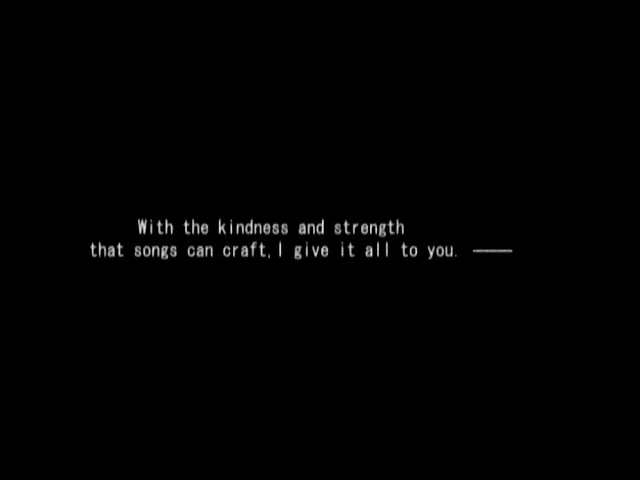 With the kindness and strength
that songs can craft,I give it all to you. ――